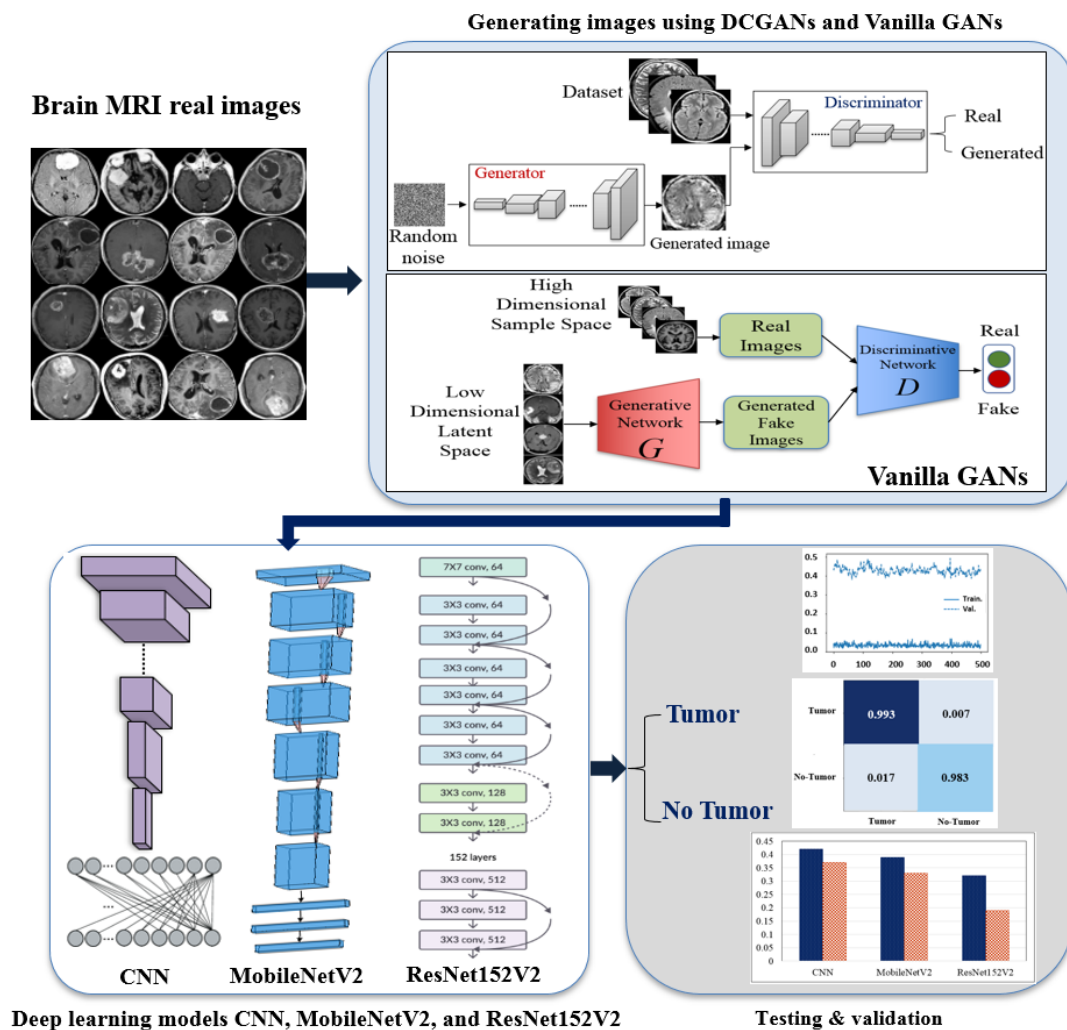 Generating images using DCGANs and Vanilla GANs
Brain MRI real images
Dataset
Discriminator
Real
Generated
Generator
Random
noise
Generated image
High
Dimensional
Sample Space
Real
Images
Discriminative
Network
D
Real
Fake
Low
Dimensional
Latent
Space
Generative
Network
G
Generated
Fake
Images
Vanilla GANs
CNN
MobileNetV2
7X7 conv, 64
3X3 conv, 64
3X3 conv, 64
3X3 conv, 64
3X3 conv, 64
3X3 conv, 64
3X3 conv, 64
3X3 conv, 128
3X3 conv, 128
152 layers
3X3 conv, 512
3X3 conv, 512
3X3 conv, 512
ResNet152V2
Deep learning models CNN, MobileNetV2, and ResNet152V2
Tumor
No Tumor
0.5
0.4
0.3
0.2
0.1
0
Train.
Val.
0 100 200 300 400 500
Tumor
0.993 0.007
No-Tumor
0.017 0.983
Tumor No-Tumor
0.45
0.4
0.35
0.3
0.25
0.2
0.15
0.1
0.05
0
CNN MobileNetV2 ResNet152V2
Testing & validation